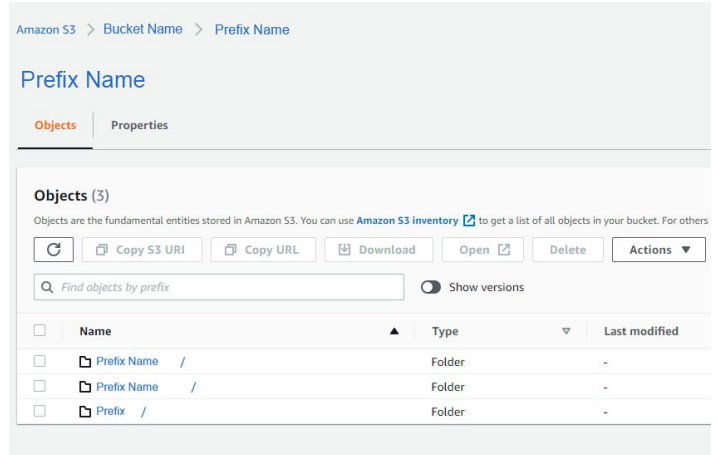 Amazon S3 > Bucket Name > Prefix Name
Prefix Name
Objects Properties
Objects (3)
Objects are the fundamental entities stored in Amazon S3. You can use Amazon S3 inventory to get a list of all objects in your bucket. For others
Copy S3 URI Copy URL Download Open Delete Actions
Find objects by prefix Show versions
Name Type Last modified
Prefix Name / Folder -
Prefix Name / Folder -
Prefix / Folder -